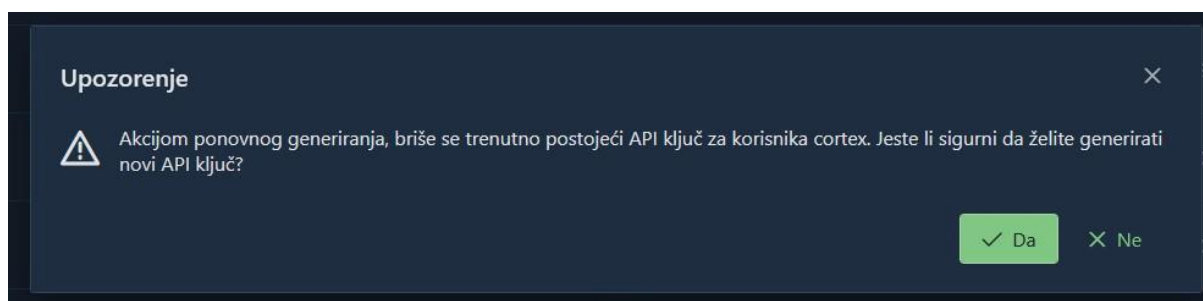 Upozorenje
Akcijom ponovnog generiranja, briše se trenutno postojeći API ključ za korisnika cortex. Jeste li sigurni da želite generirati
novi API ključ?
Da
Ne